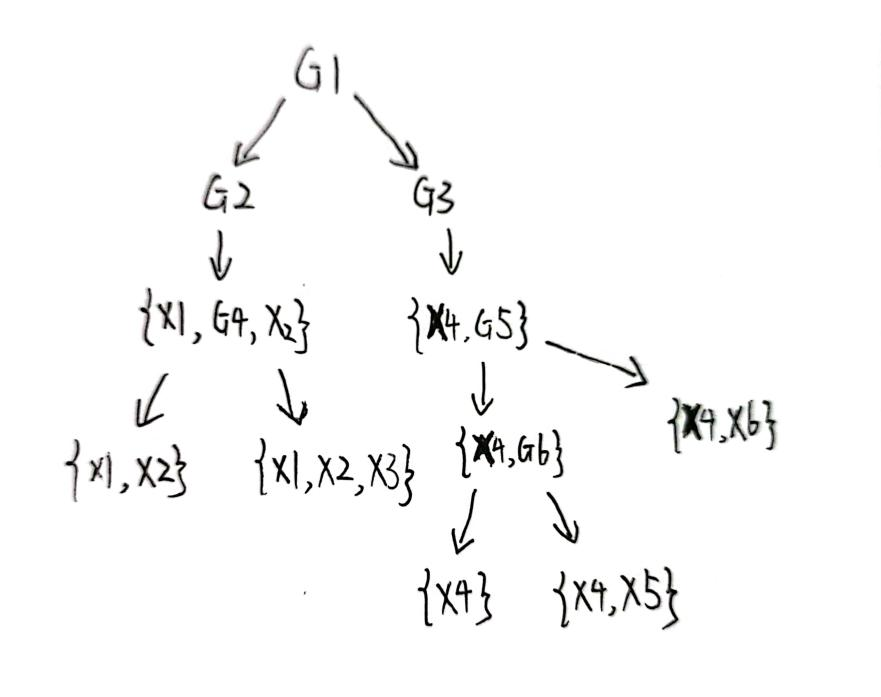 G1
G2 G3
{X1, G4, X2} {X4, G5}
{X4, X6}
{X1, X2} {X1, X2, X3} {X4, G6}
{X4} {X4, X5}